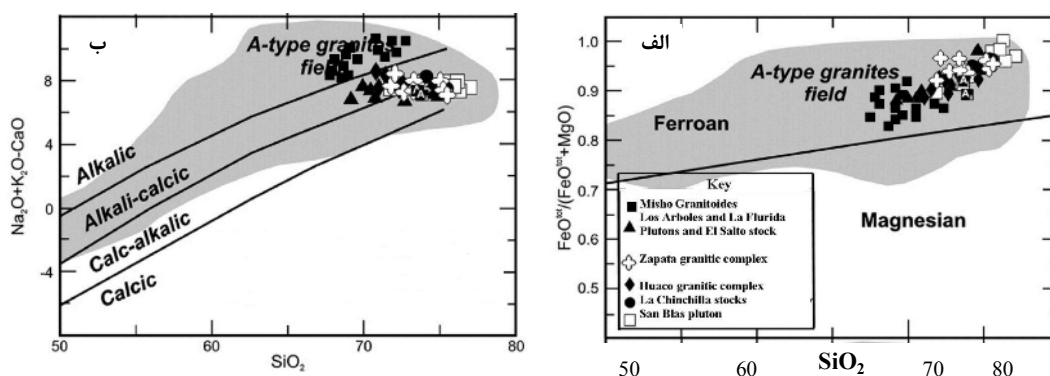 ب
A-type granites
field
Alkalic
Alkali-calcic
Calc-alkalic
Calcic
Na₂O+K₂O-CaO
8
4
0
-4
50
60
70
80
SiO₂
الف
A-type granites
field
Ferroan
Magnesian
FeOᵗᵒᵗ/(FeOᵗᵒᵗ+MgO)
1.0
0.9
0.8
0.7
0.6
0.5
Key
Misho Granitoides
Los Arboles and La Flurida
Plutons and El Salto stock
Zapata granitic complex
Huaco granitic complex
La Chinchilla stocks
San Blas pluton
50
60
SiO₂
70
80